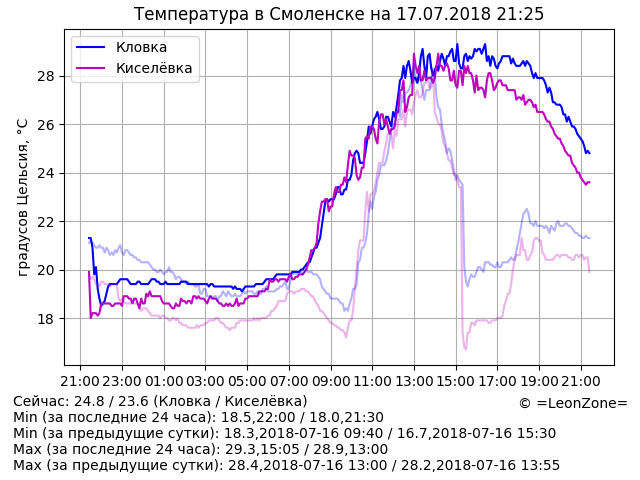 Температура в Смоленске на 17.07.2018 21:25
Кловка
Киселёвка
градусов Цельсия, °C
28
26
24
22
20
18
21:00 23:00 01:00 03:00 05:00 07:00 09:00 11:00 13:00 15:00 17:00 19:00 21:00
Сейчас: 24.8 / 23.6 (Кловка / Киселёвка)
© =LeonZone=
Min (за последние 24 часа): 18.5,22:00 / 18.0,21:30
Min (за предыдущие сутки): 18.3,2018-07-16 09:40 / 16.7,2018-07-16 15:30
Max (за последние 24 часа): 29.3,15:05 / 28.9,13:00
Max (за предыдущие сутки): 28.4,2018-07-16 13:00 / 28.2,2018-07-16 13:55